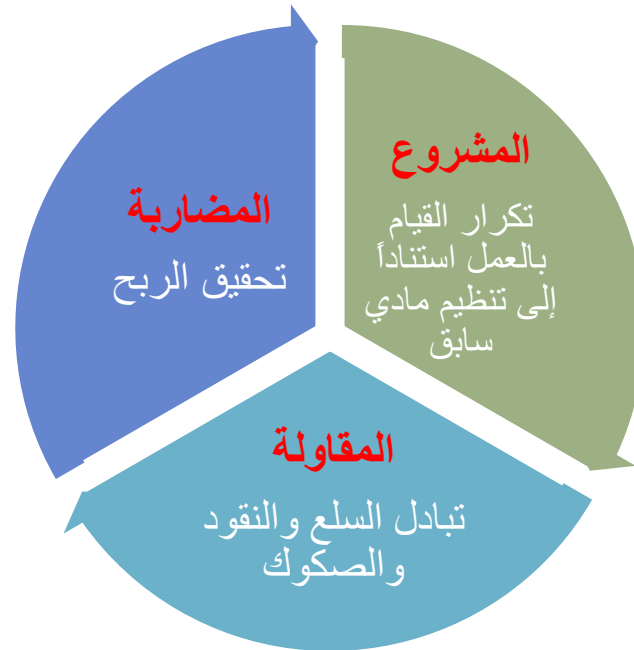 المشروع
تكرار القيام
بالعمل استناداً
إلى تنظيم مادي
سابق
المقاولة
تبادل السلع والنقود
والصكوك
المضاربة
تحقيق الربح